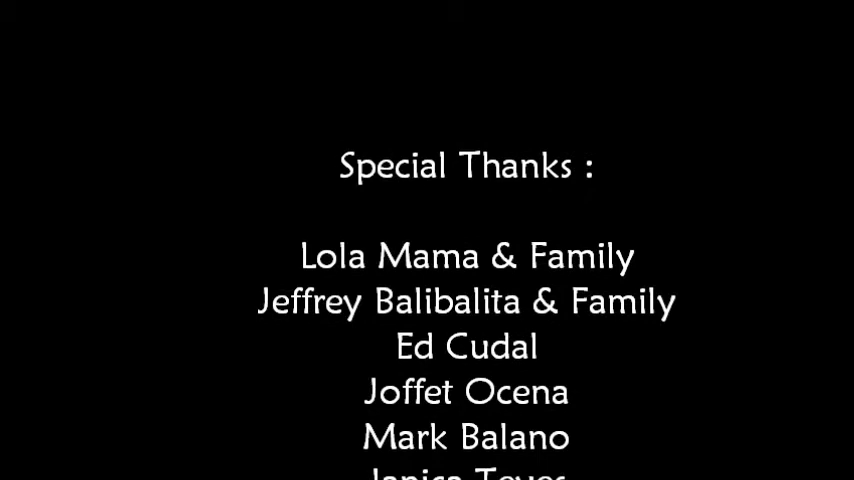 Special Thanks :
Lola Mama & Family
Jeffrey Balibalita & Family
Ed Cudal
Joffet Ocena
Mark Balano